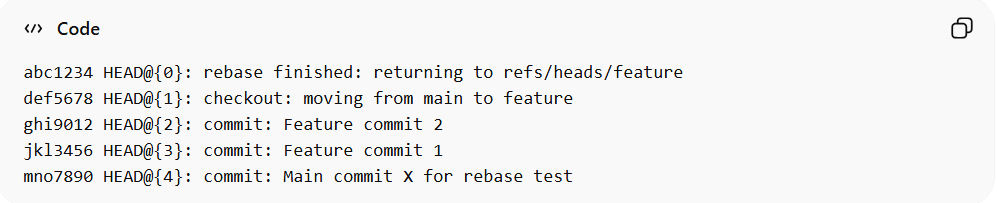 Code
abc1234 HEAD@{0}: rebase finished: returning to refs/heads/feature
def5678 HEAD@{1}: checkout: moving from main to feature
ghi9012 HEAD@{2}: commit: Feature commit 2
jkl3456 HEAD@{3}: commit: Feature commit 1
mno7890 HEAD@{4}: commit: Main commit X for rebase test